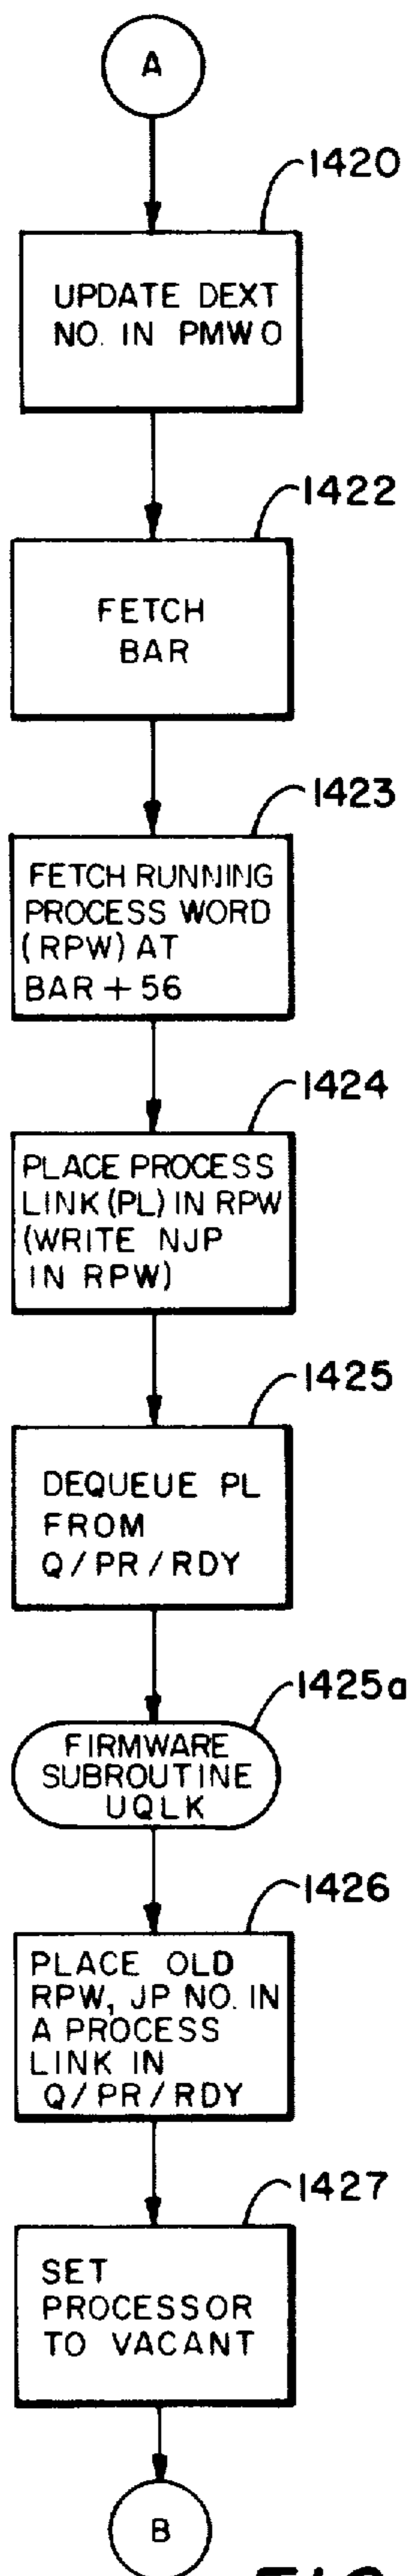 A
1420
UPDATE DEXT
NO. IN PMW 0
1422
FETCH
BAR
1423
FETCH RUNNING
PROCESS WORD
(RPW) AT
BAR + 56
1424
PLACE PROCESS
LINK (PL) IN RPW
(WRITE NJP
IN RPW)
1425
DEQUEUE PL
FROM
Q/PR/RDY
1425a
FIRMWARE
SUBROUTINE
UQLK
1426
PLACE OLD
RPW, JP NO. IN
A PROCESS
LINK IN
Q/PR/RDY
1427
SET
PROCESSOR
TO VACANT
B